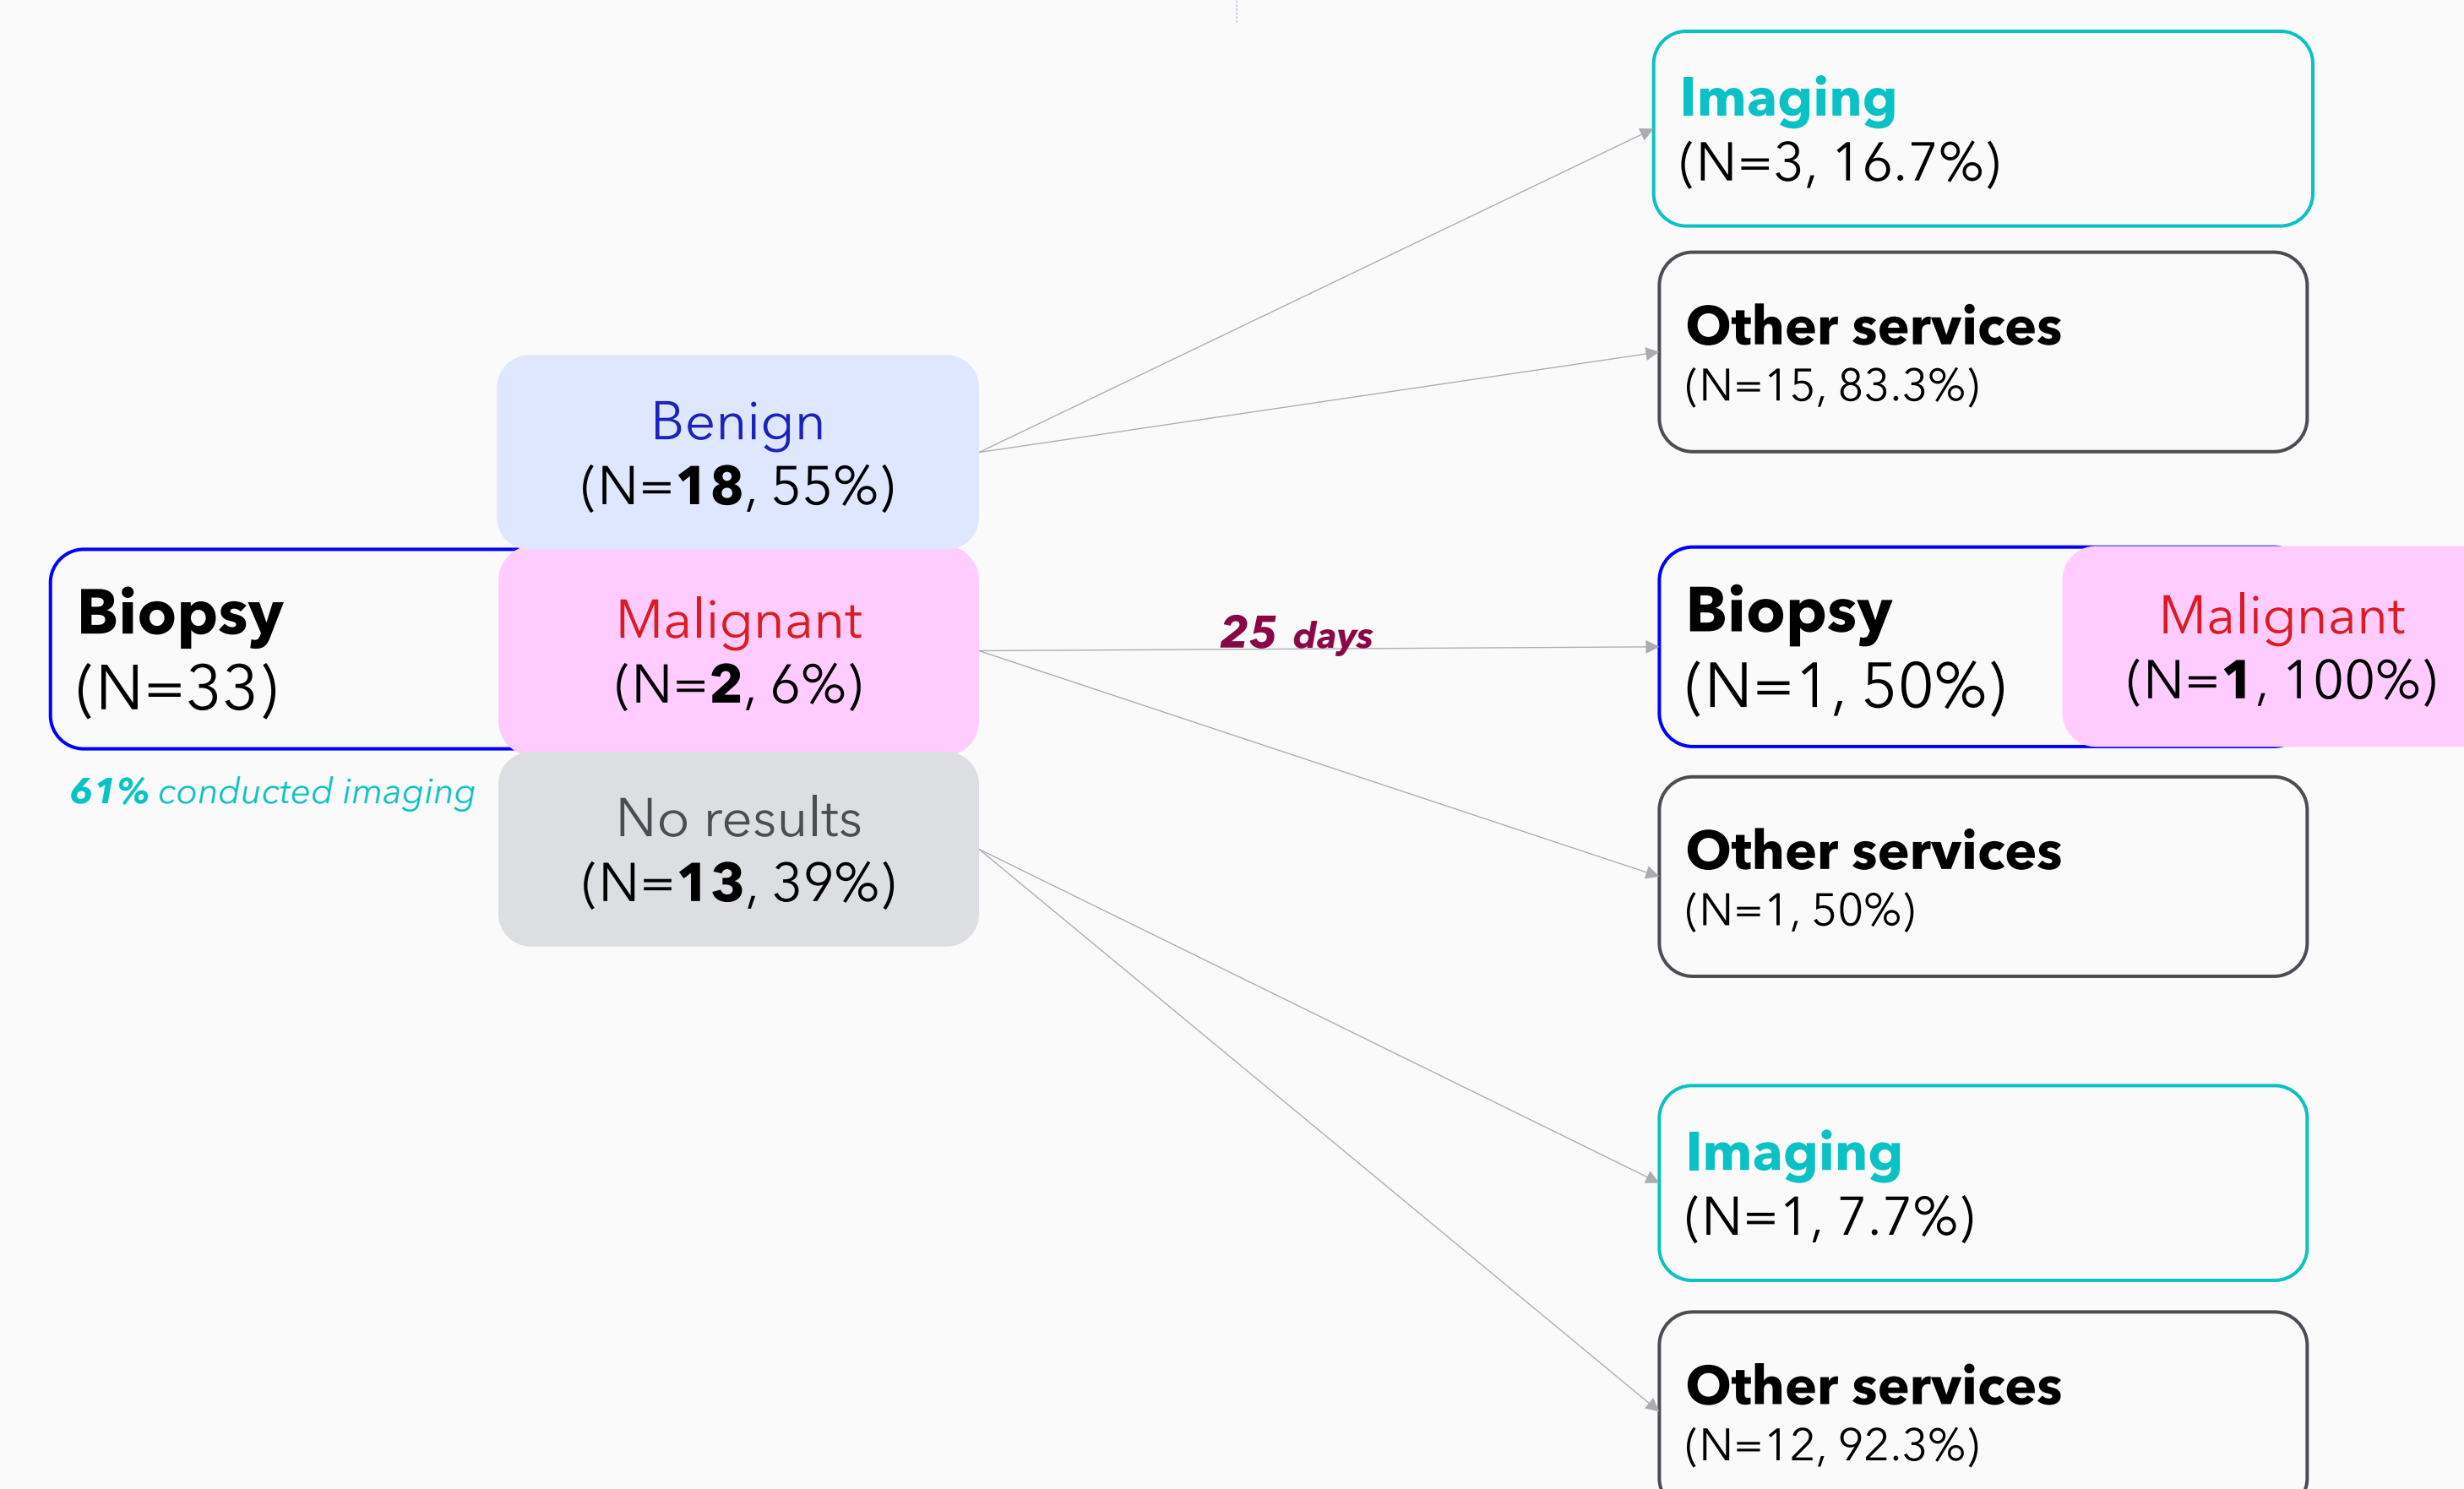 Imaging
(N=3, 16.7%)
Other services
(N=15, 83.3%)
Benign
(N=18, 55%)
Biopsy
(N=33)
Malignant
(N=2, 6%)
25 days
Biopsy
(N=1, 50%)
Malignant
(N=1, 100%)
61% conducted imaging
No results
(N=13, 39%)
Other services
(N=1, 50%)
Imaging
(N=1, 7.7%)
Other services
(N=12, 92.3%)